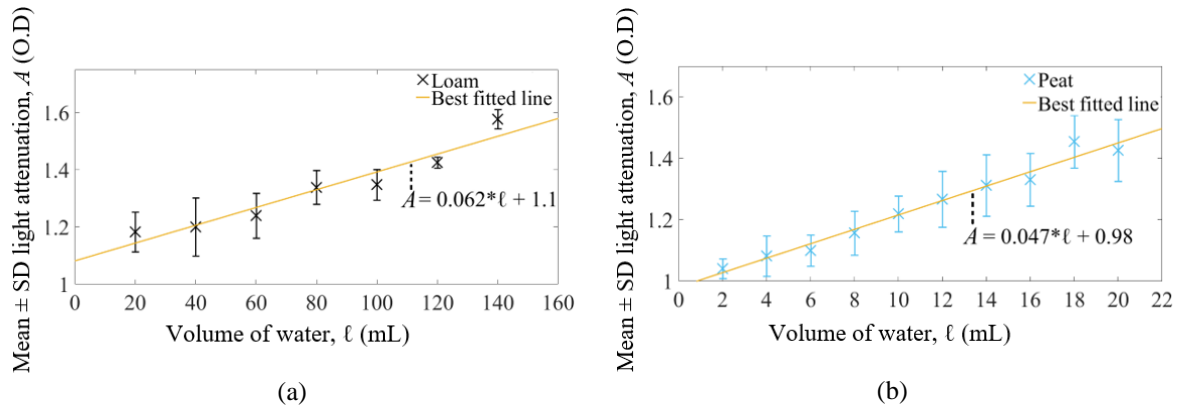 Mean ± SD light attenuation, A (O.D)
1.6
1.4
1.2
1
0
20
40
60
80
100
120
140
160
Loam
Best fitted line
A = 0.062*ℓ + 1.1
Volume of water, ℓ (mL)
(a)
Mean ± SD light attenuation, A (O.D)
1.6
1.4
1.2
1
0
2
4
6
8
10
12
14
16
18
20
22
Peat
Best fitted line
A = 0.047*ℓ + 0.98
Volume of water, ℓ (mL)
(b)